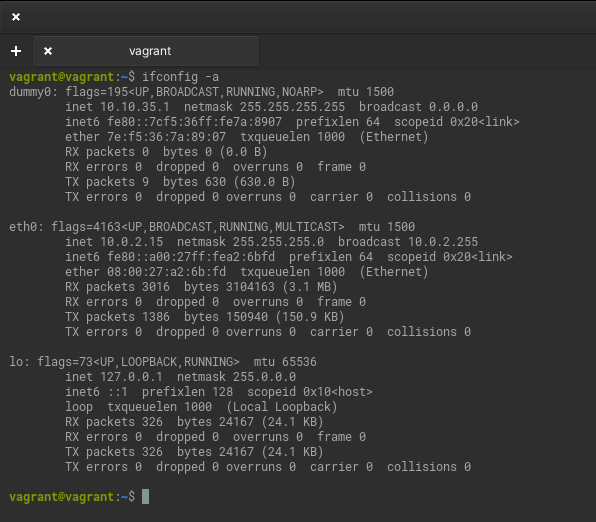 vagrant
vagrant@vagrant:~$ ifconfig -a
dummy0: flags=195<UP,BROADCAST,RUNNING,NOARP>  mtu 1500
        inet 10.10.35.1  netmask 255.255.255.255  broadcast 0.0.0.0
        inet6 fe80::7cf5:36ff:fe7a:8907  prefixlen 64  scopeid 0x20<link>
        ether 7e:f5:36:7a:89:07  txqueuelen 1000  (Ethernet)
        RX packets 0  bytes 0 (0.0 B)
        RX errors 0  dropped 0  overruns 0  frame 0
        TX packets 9  bytes 630 (630.0 B)
        TX errors 0  dropped 0 overruns 0  carrier 0  collisions 0

eth0: flags=4163<UP,BROADCAST,RUNNING,MULTICAST>  mtu 1500
        inet 10.0.2.15  netmask 255.255.255.0  broadcast 10.0.2.255
        inet6 fe80::a00:27ff:fea2:6bfd  prefixlen 64  scopeid 0x20<link>
        ether 08:00:27:a2:6b:fd  txqueuelen 1000  (Ethernet)
        RX packets 3016  bytes 3104163 (3.1 MB)
        RX errors 0  dropped 0  overruns 0  frame 0
        TX packets 1386  bytes 150940 (150.9 KB)
        TX errors 0  dropped 0 overruns 0  carrier 0  collisions 0

lo: flags=73<UP,LOOPBACK,RUNNING>  mtu 65536
        inet 127.0.0.1  netmask 255.0.0.0
        inet6 ::1  prefixlen 128  scopeid 0x10<host>
        loop  txqueuelen 1000  (Local Loopback)
        RX packets 326  bytes 24167 (24.1 KB)
        RX errors 0  dropped 0  overruns 0  frame 0
        TX packets 326  bytes 24167 (24.1 KB)
        TX errors 0  dropped 0 overruns 0  carrier 0  collisions 0

vagrant@vagrant:~$